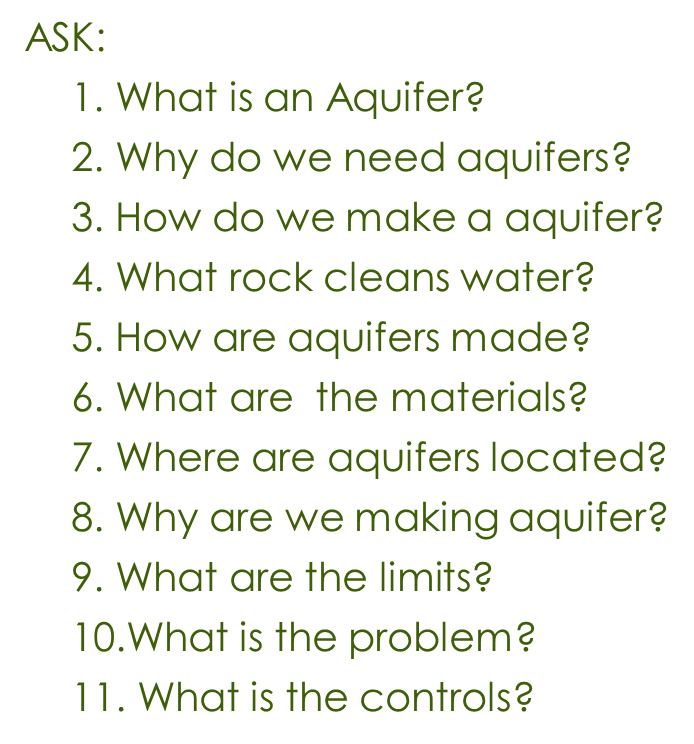 ASK:
1. What is an Aquifer?
2. Why do we need aquifers?
3. How do we make a aquifer?
4. What rock cleans water?
5. How are aquifers made?
6. What are  the materials?
7. Where are aquifers located?
8. Why are we making aquifer?
9. What are the limits?
10.What is the problem?
11. What is the controls?